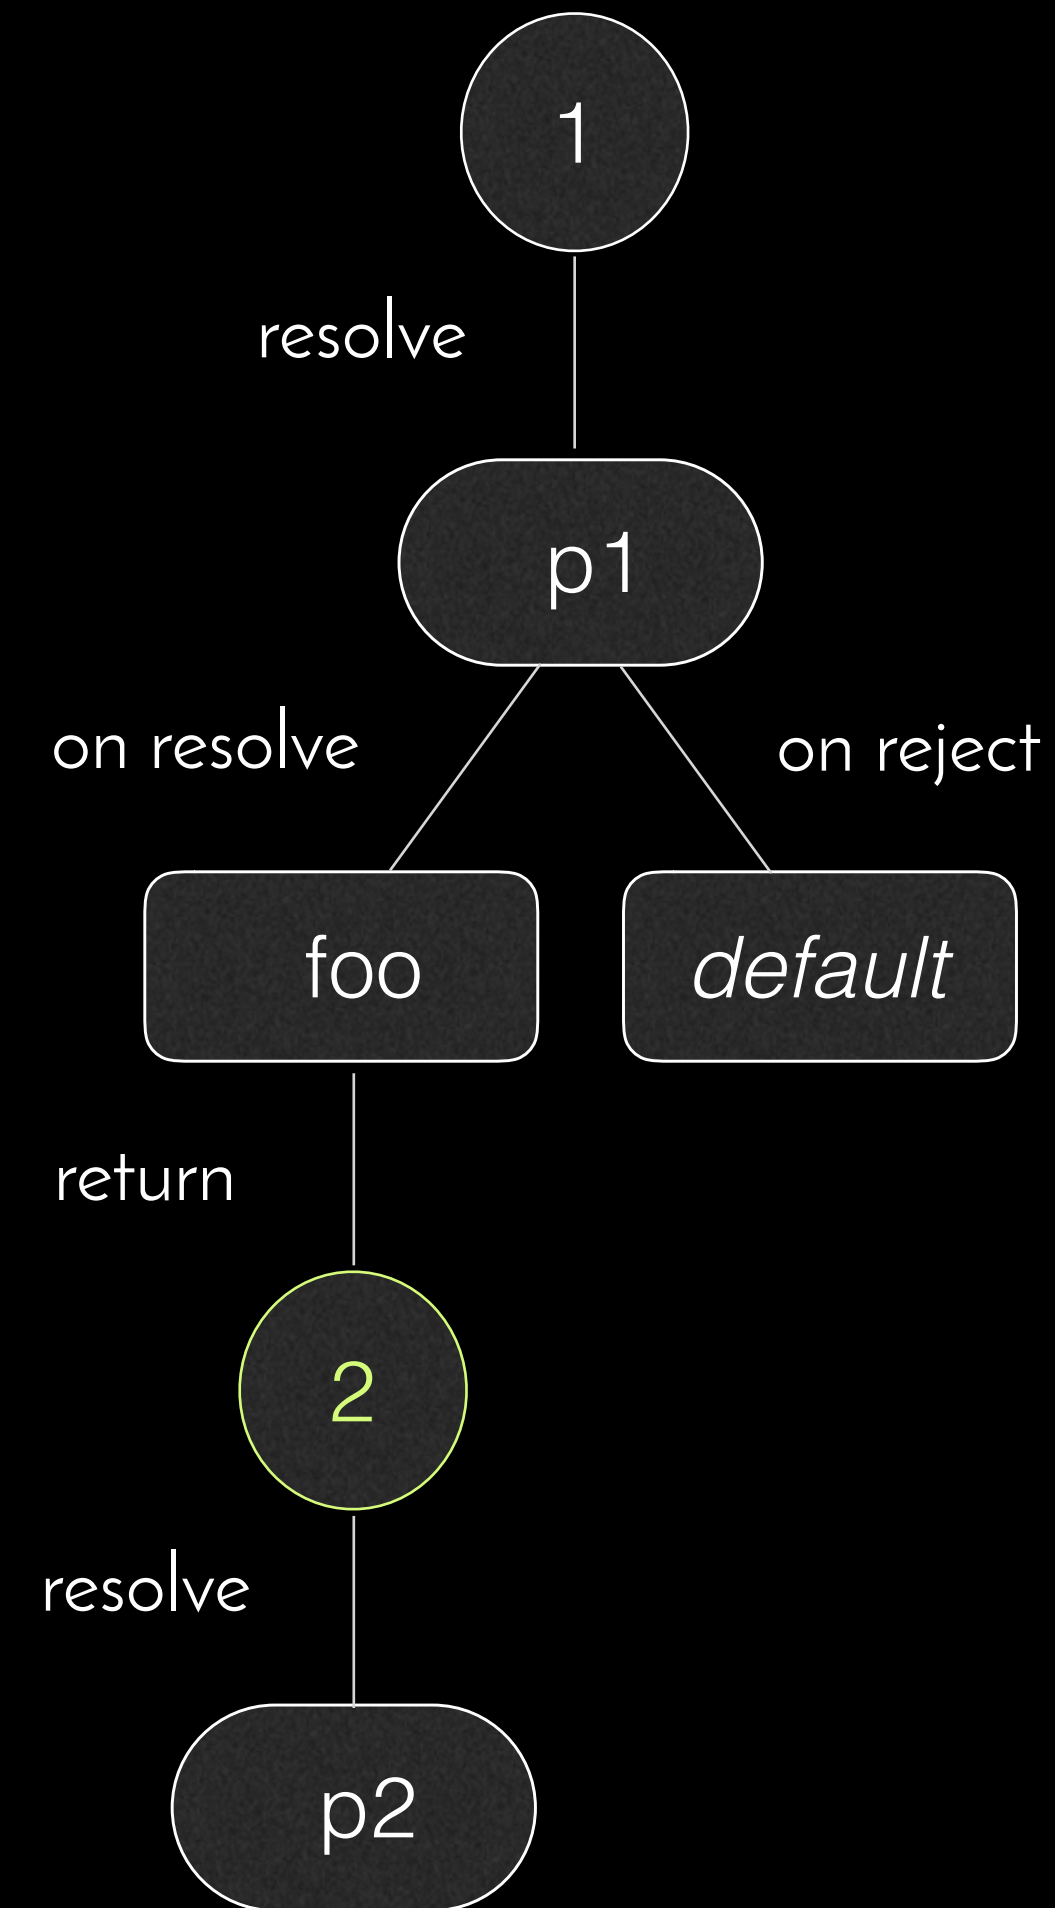 1
resolve
p1
on resolve
on reject
foo
default
return
2
resolve
p2